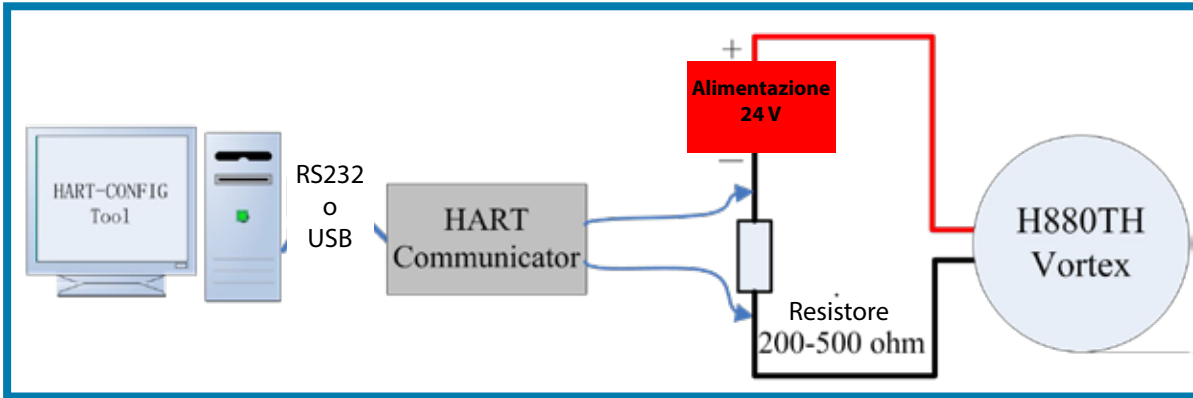 HART-CONFIG
Tool
RS232
o
USB
HART
Communicator
+
Alimentazione
24 V
—
Resistore
200-500 ohm
H880TH
Vortex